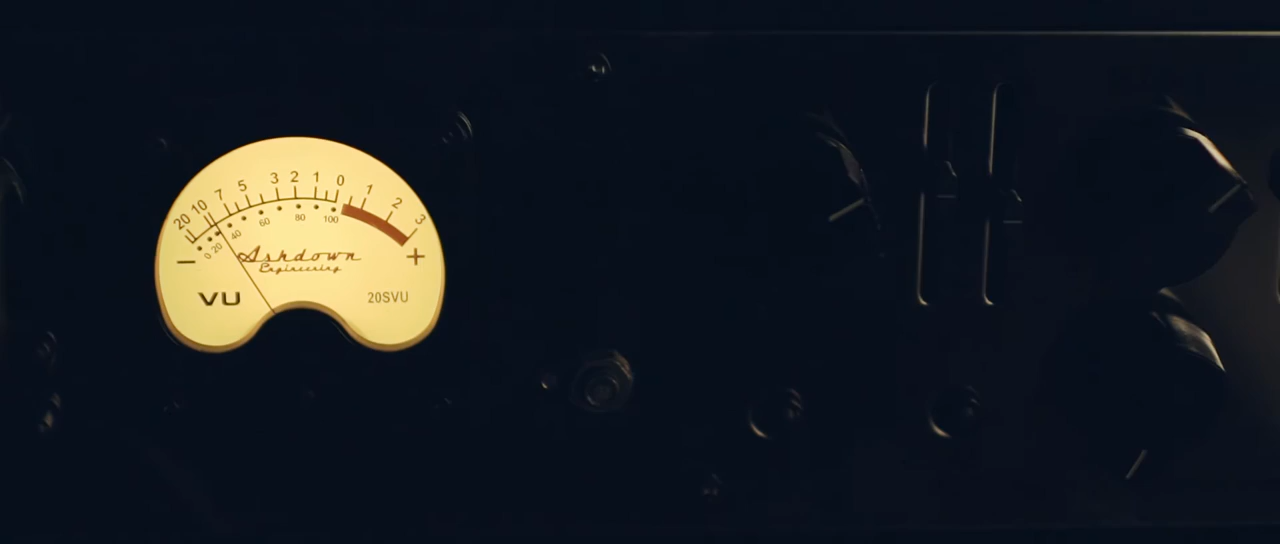 20 10 7 5 3 2 1 0 1 2 3
0 20 40 60 80 100
Ashdown
− +
Engineering
VU 20SVU